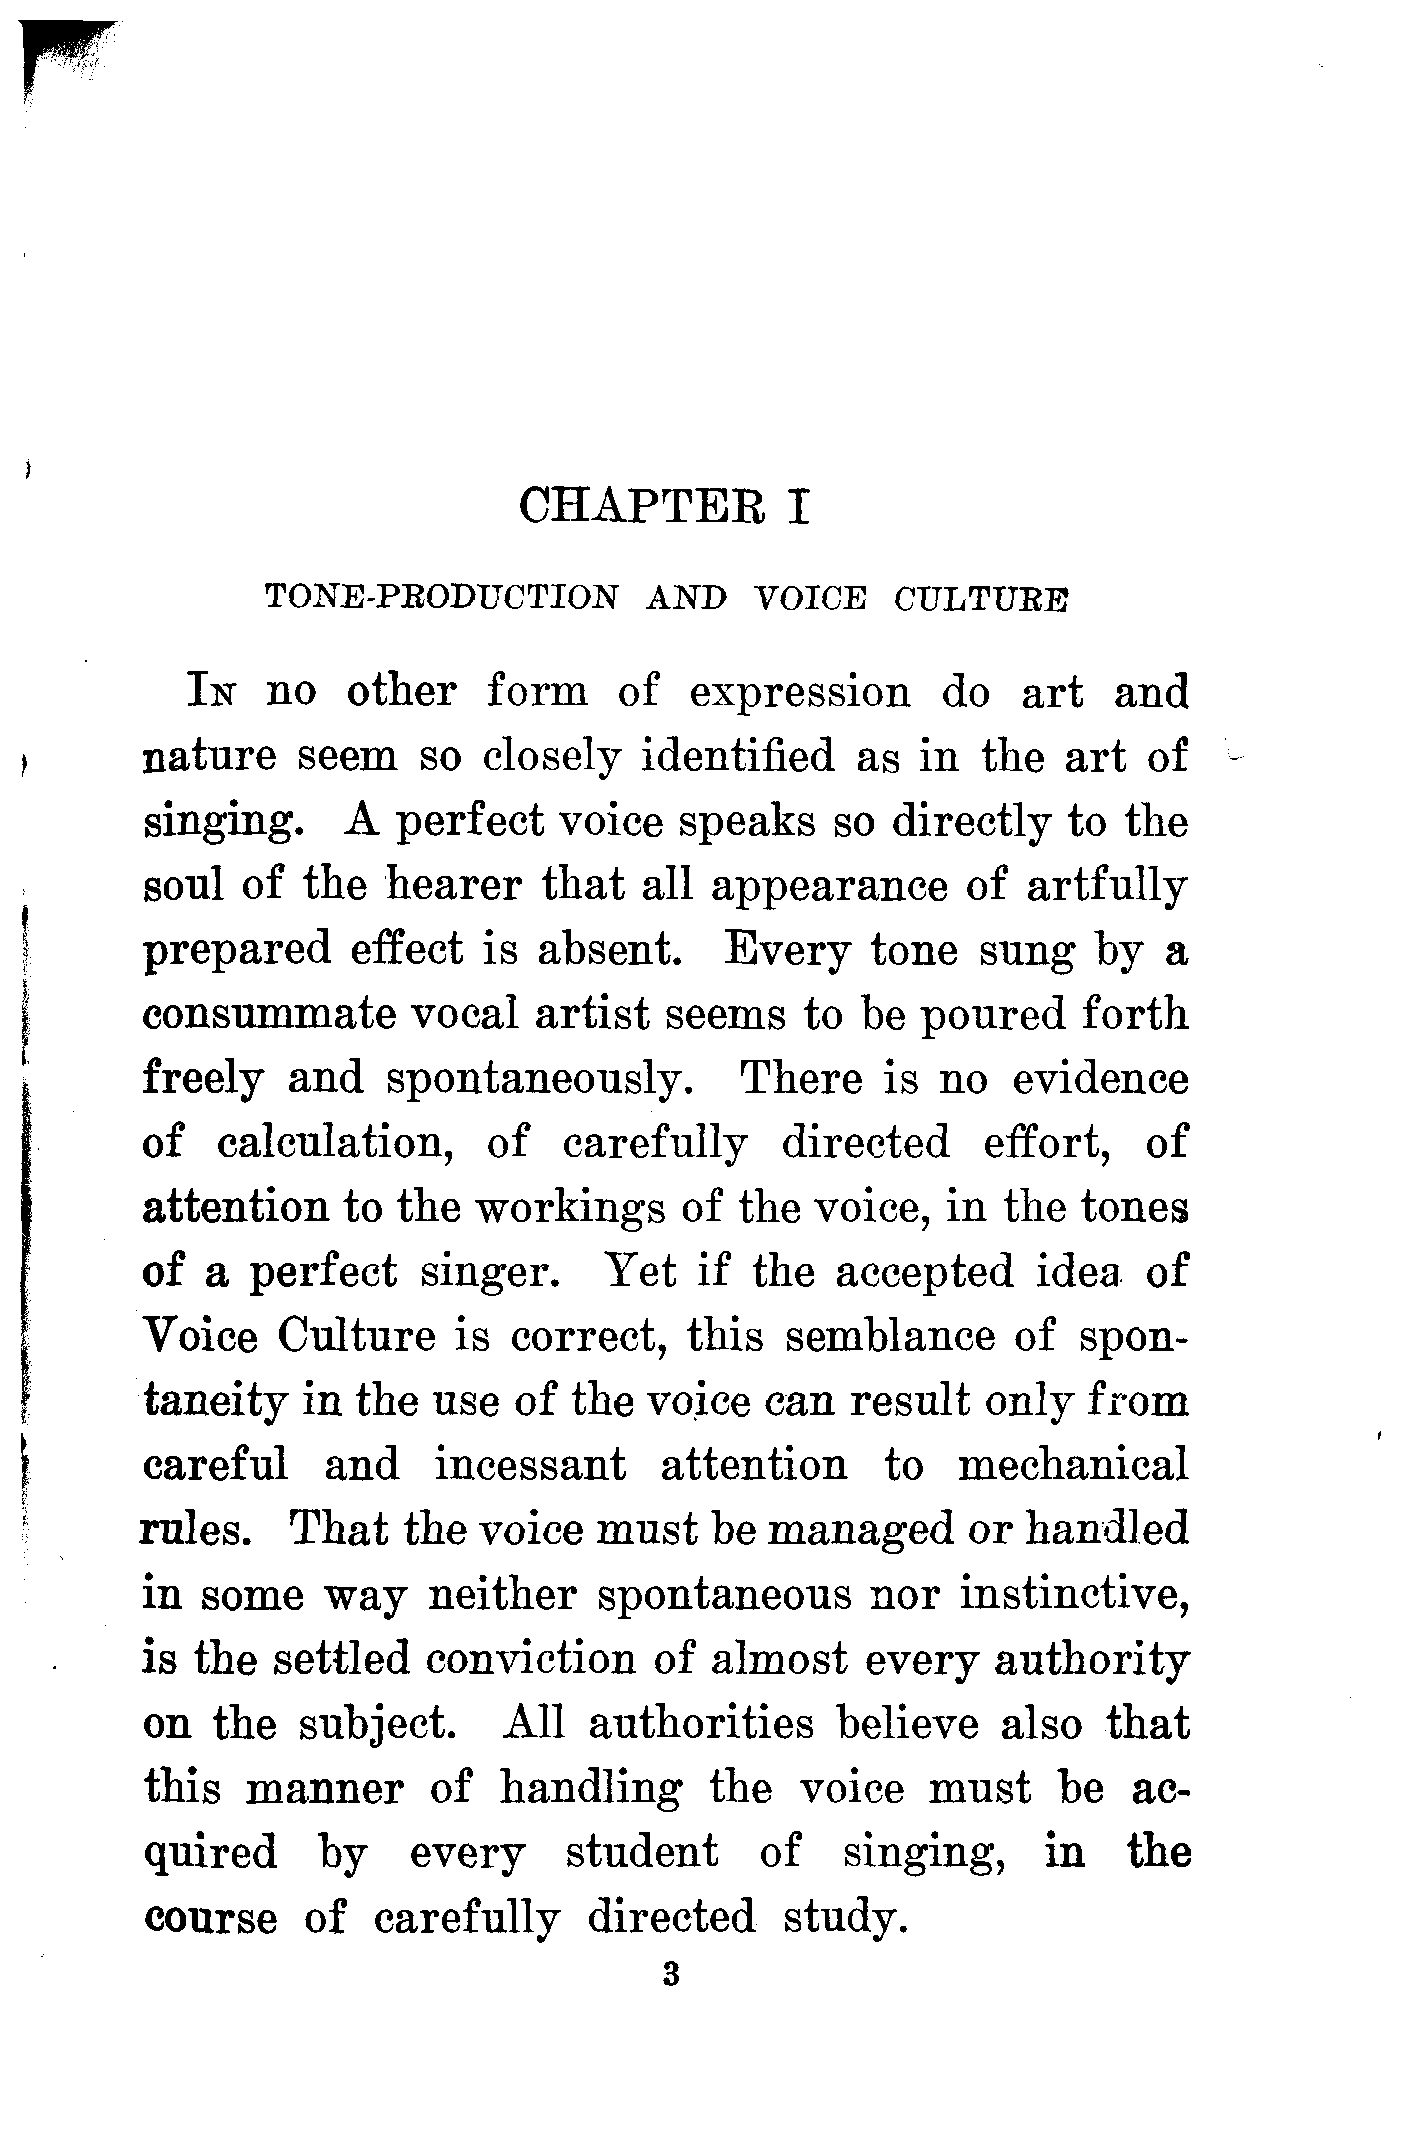 CHAPTER I
TONE-PRODUCTION AND VOICE CULTURE
IN no other form of expression do art and
nature seem so closely identified as in the art of
singing. A perfect voice speaks so directly to the
soul of the hearer that all appearance of artfully
prepared effect is absent. Every tone sung by a
consummate vocal artist seems to be poured forth
freely and spontaneously. There is no evidence
of calculation, of carefully directed effort, of
attention to the workings of the voice, in the tones
of a perfect singer. Yet if the accepted idea of
Voice Culture is correct, this semblance of spon-
taneity in the use of the voice can result only from
careful and incessant attention to mechanical
rules. That the voice must be managed or handled
in some way neither spontaneous nor instinctive,
is the settled conviction of almost every authority
on the subject. All authorities believe also that
this manner of handling the voice must be ac-
quired by every student of singing, in the
course of carefully directed study.
3